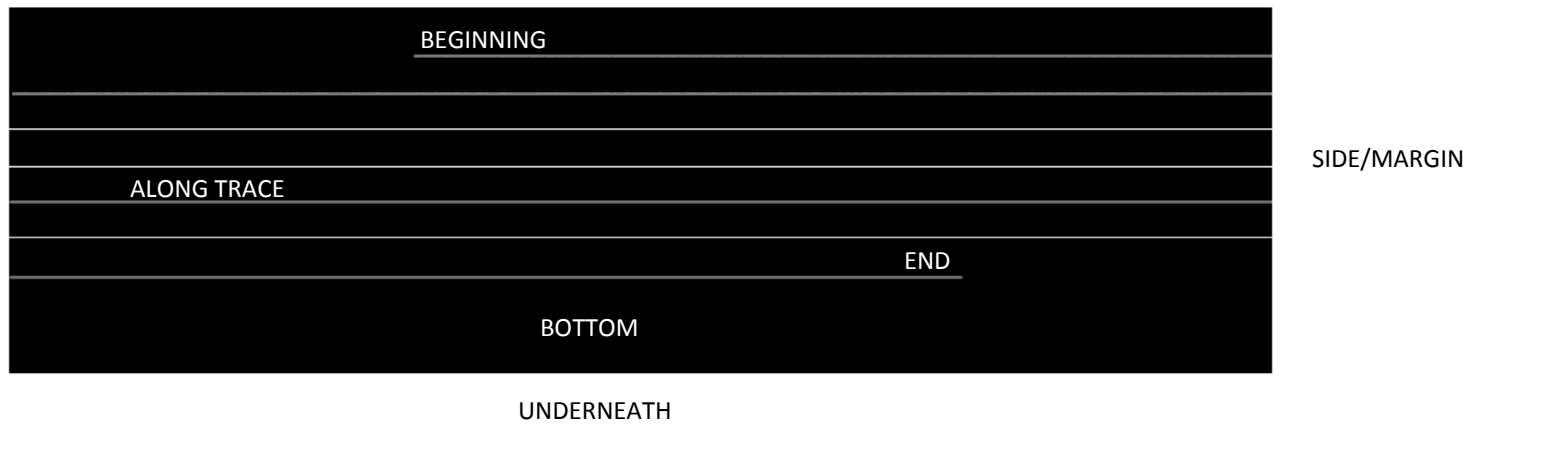 BEGINNING
SIDE/MARGIN
ALONG TRACE
END
BOTTOM
UNDERNEATH